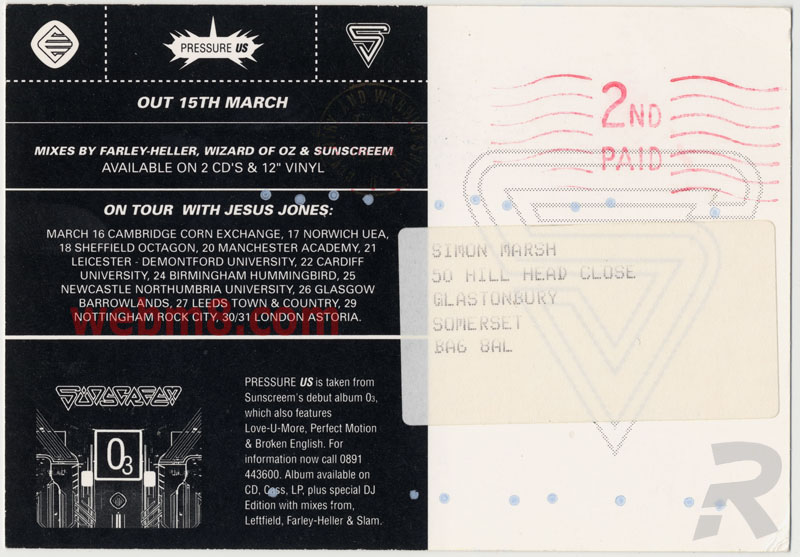 PRESSURE US
OUT 15TH MARCH
MIXES BY FARLEY-HELLER, WIZARD OF OZ & SUNSCREEM
AVAILABLE ON 2 CD'S & 12" VINYL
ON TOUR WITH JESUS JONES:
MARCH 16 CAMBRIDGE CORN EXCHANGE, 17 NORWICH UEA,
18 SHEFFIELD OCTAGON, 20 MANCHESTER ACADEMY, 21
LEICESTER - DEMONTFORD UNIVERSITY, 22 CARDIFF
UNIVERSITY, 24 BIRMINGHAM HUMMINGBIRD, 25
NEWCASTLE NORTHUMBRIA UNIVERSITY, 26 GLASGOW
BARROWLANDS, 27 LEEDS TOWN & COUNTRY, 29
NOTTINGHAM ROCK CITY, 30/31 LONDON ASTORIA.
webm8.com
SUNSCREEM
O3
PRESSURE US is taken from
Sunscreem's debut album O3,
which also features
Love-U-More, Perfect Motion
& Broken English. For
information now call 0891
443600. Album available on
CD, Cass, LP, plus special DJ
Edition with mixes from,
Leftfield, Farley-Heller & Slam.
2ND
PAID
SIMON MARSH
50 HILL HEAD CLOSE
GLASTONBURY
SOMERSET
BA6 8AL
R